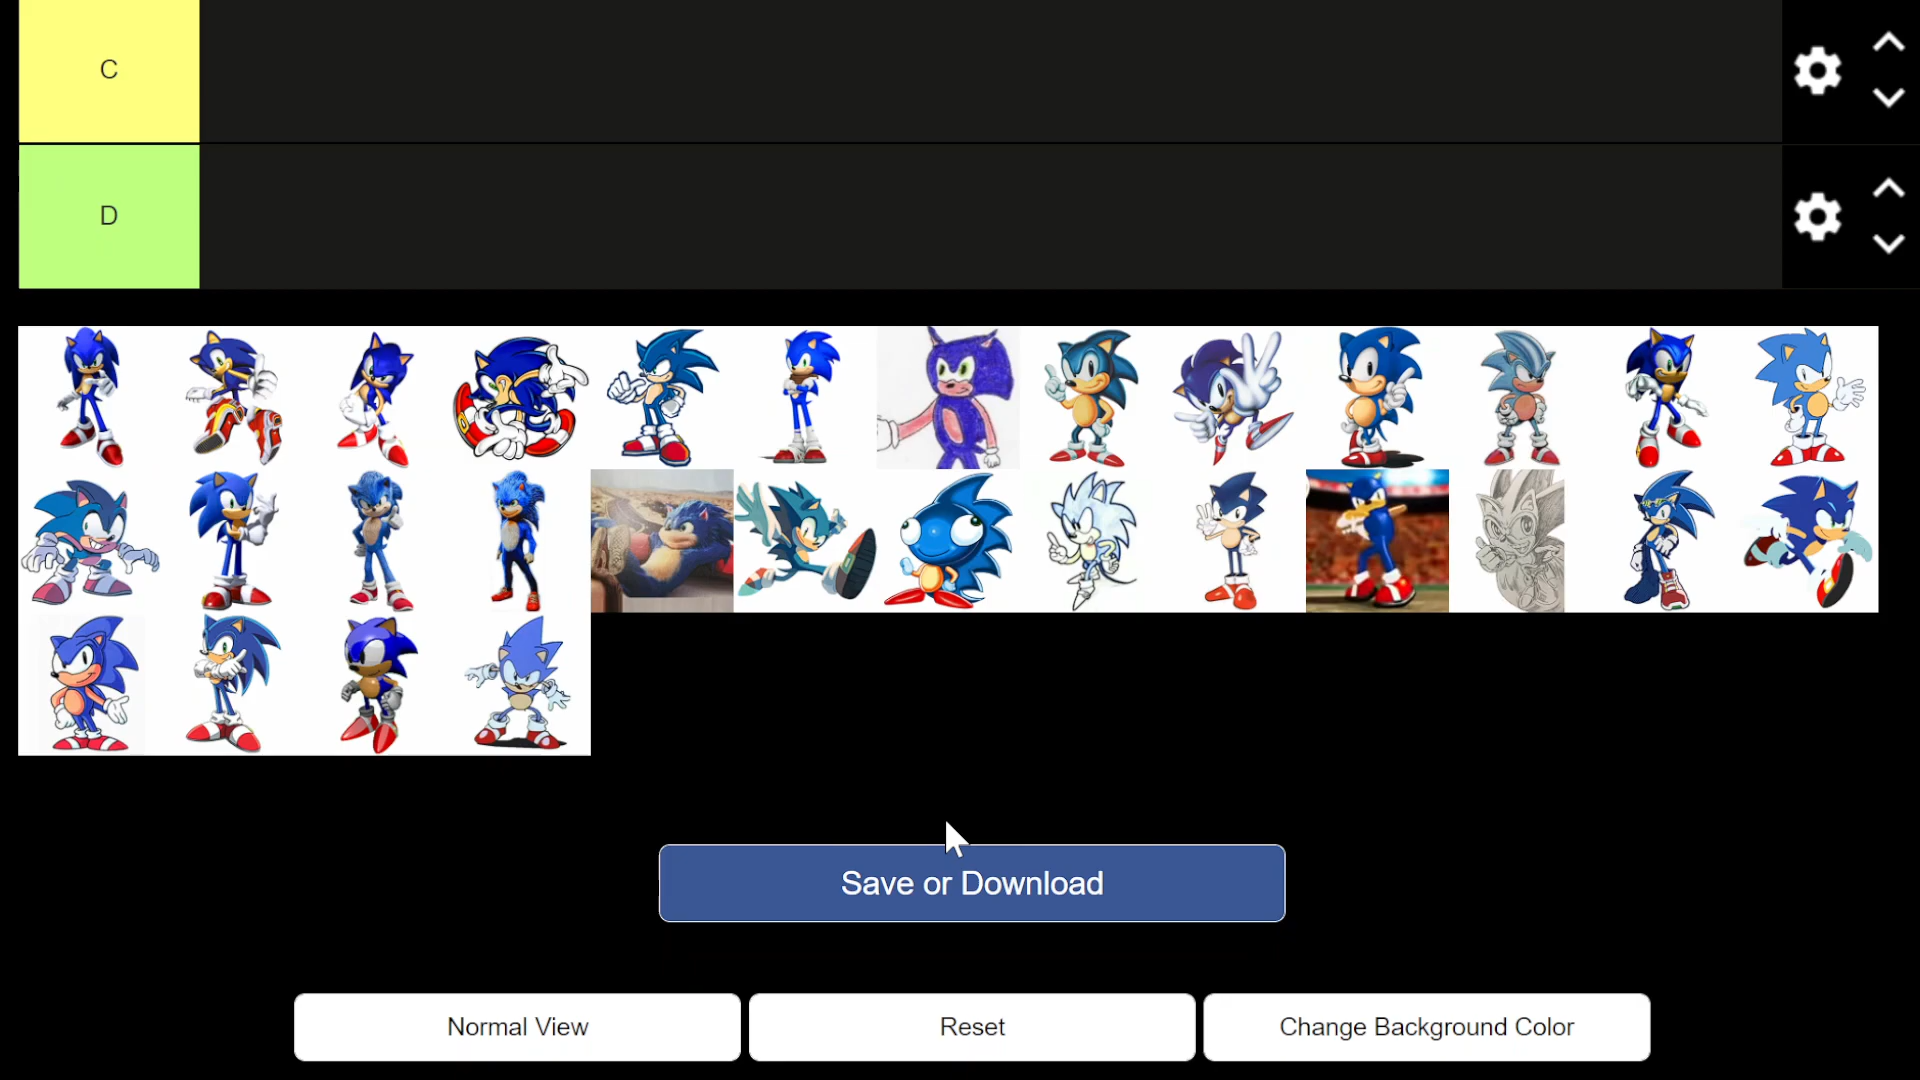 C
D
Save or Download
Normal View
Reset
Change Background Color